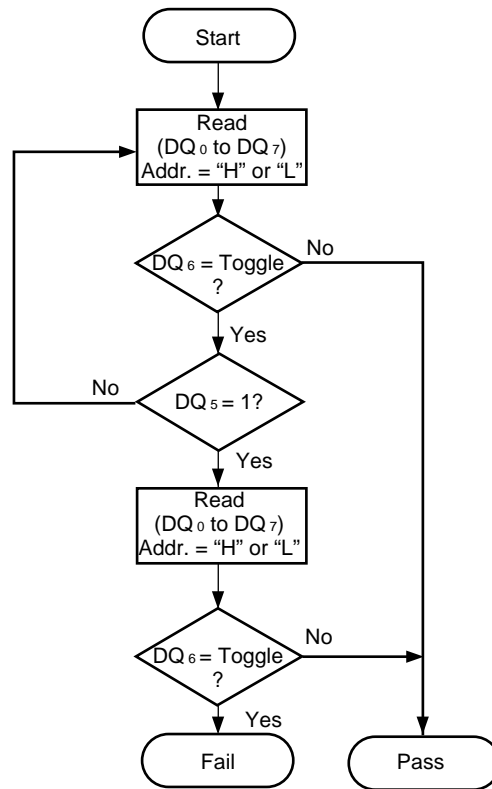 Start
Read
(DQ0 to DQ7)
Addr. = “H” or “L”
DQ6 = Toggle
?
No
Yes
DQ5 = 1?
No
Yes
Read
(DQ0 to DQ7)
Addr. = “H” or “L”
DQ6 = Toggle
?
No
Yes
Fail
Pass